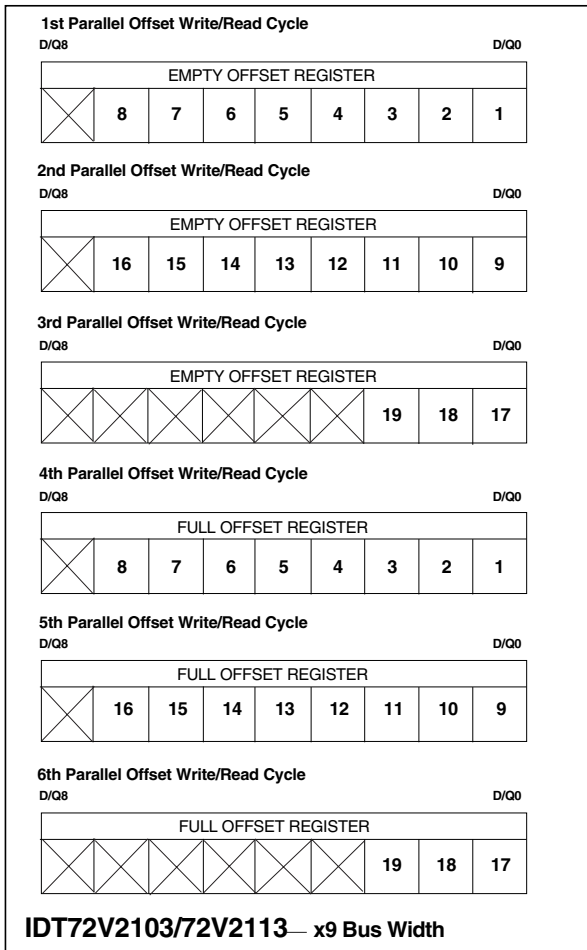 1st Parallel Offset Write/Read Cycle
D/Q8 D/Q0
EMPTY OFFSET REGISTER
8 7 6 5 4 3 2 1
2nd Parallel Offset Write/Read Cycle
D/Q8 D/Q0
EMPTY OFFSET REGISTER
16 15 14 13 12 11 10 9
3rd Parallel Offset Write/Read Cycle
D/Q8 D/Q0
EMPTY OFFSET REGISTER
19 18 17
4th Parallel Offset Write/Read Cycle
D/Q8 D/Q0
FULL OFFSET REGISTER
8 7 6 5 4 3 2 1
5th Parallel Offset Write/Read Cycle
D/Q8 D/Q0
FULL OFFSET REGISTER
16 15 14 13 12 11 10 9
6th Parallel Offset Write/Read Cycle
D/Q8 D/Q0
FULL OFFSET REGISTER
19 18 17
IDT72V2103/72V2113— x9 Bus Width